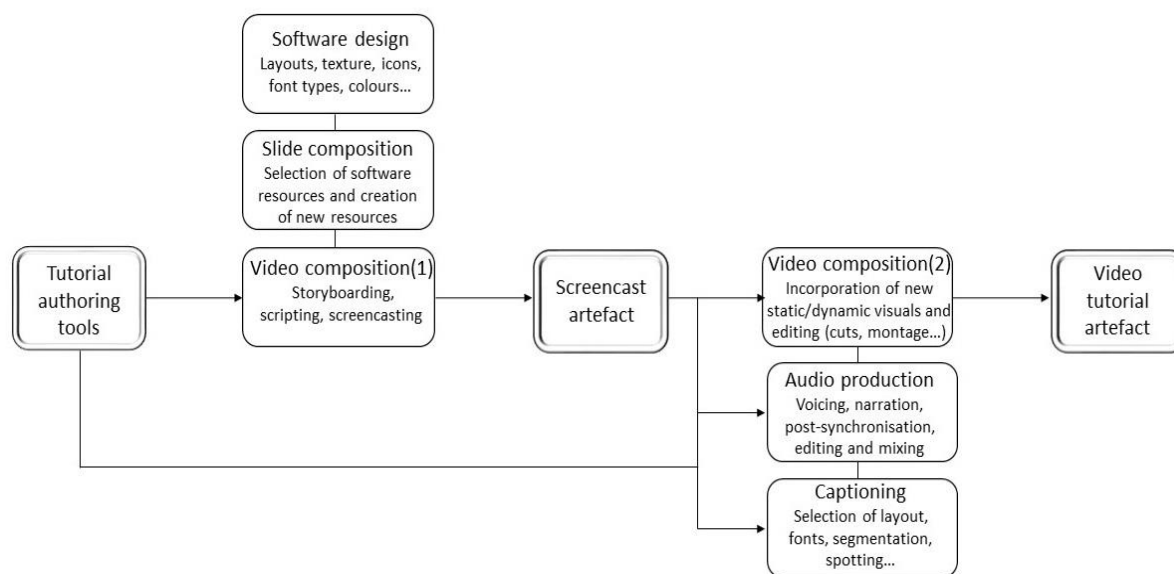 Software design
Layouts, texture, icons,
font types, colours...
Slide composition
Selection of software
resources and creation
of new resources
Tutorial
authoring
tools
Video composition(1)
Storyboarding,
scripting, screencasting
Screencast
artefact
Video composition(2)
Incorporation of new
static/dynamic visuals and
editing (cuts, montage...)
Video
tutorial
artefact
Audio production
Voicing, narration,
post-synchronisation,
editing and mixing
Captioning
Selection of layout,
fonts, segmentation,
spotting...